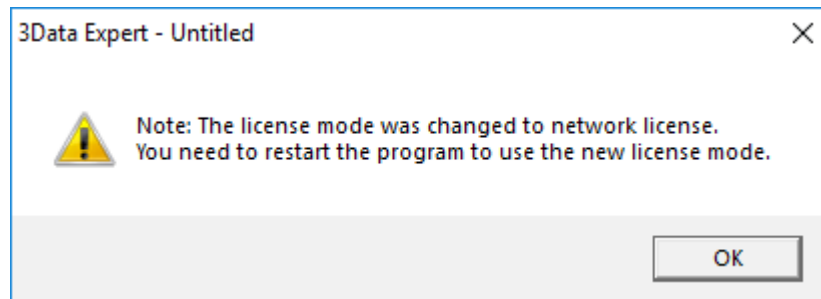 3Data Expert - Untitled
Note: The license mode was changed to network license.
You need to restart the program to use the new license mode.
OK